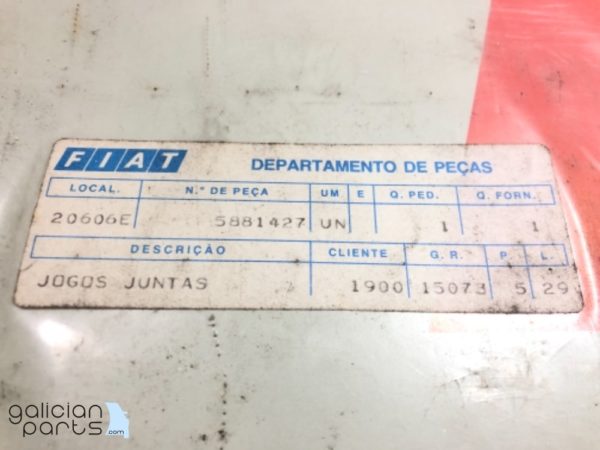 FIAT DEPARTAMENTO DE PEÇAS
LOCAL. N.º DE PEÇA UM E Q. PED. Q. FORN.
20606E 5881427 UN 1 1
DESCRIÇÃO CLIENTE G. R. P. L.
JOGOS JUNTAS 1900 15073 5 29
galician
parts.com